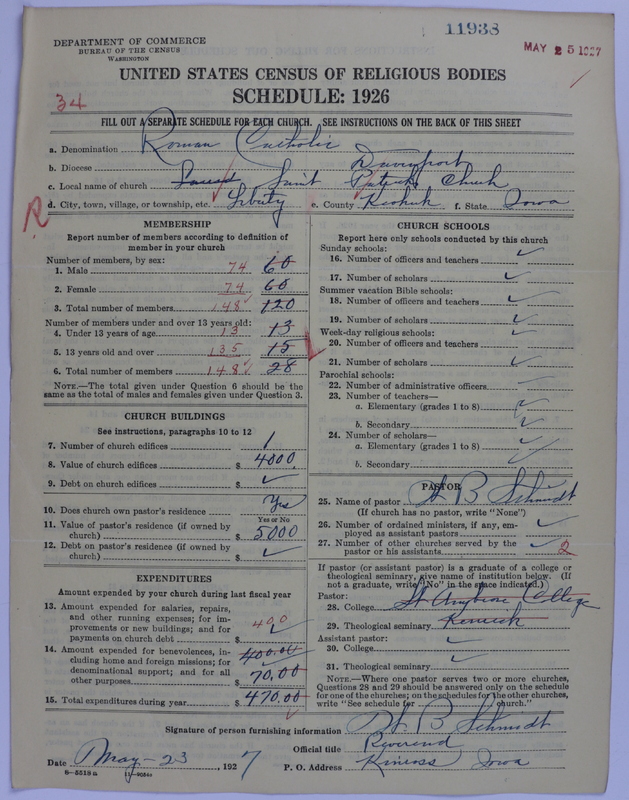 11938
DEPARTMENT OF COMMERCE
BUREAU OF THE CENSUS
WASHINGTON
MAY 25 1927
UNITED STATES CENSUS OF RELIGIOUS BODIES
SCHEDULE: 1926
34
FILL OUT A SEPARATE SCHEDULE FOR EACH CHURCH. SEE INSTRUCTIONS ON THE BACK OF THIS SHEET
a. Denomination Roman Catholic
b. Diocese Davenport
c. Local name of church Saint Patricks Church
d. City, town, village, or township, etc. Liberty e. County Keokuk f. State Iowa
R
MEMBERSHIP
Report number of members according to definition of member in your church
Number of members, by sex:
1. Male 74 60
2. Female 74 60
3. Total number of members 148 120
Number of members under and over 13 years old:
4. Under 13 years of age 13 13
5. 13 years old and over 135 15
6. Total number of members 148 28
NOTE.—The total given under Question 6 should be the same as the total of males and females given under Question 3.
CHURCH BUILDINGS
See instructions, paragraphs 10 to 12
7. Number of church edifices 1
8. Value of church edifices $ 4000
9. Debt on church edifices $
10. Does church own pastor's residence Yes
Yes or No
11. Value of pastor's residence (if owned by church) $ 5000
12. Debt on pastor's residence (if owned by church) $
EXPENDITURES
Amount expended by your church during last fiscal year
13. Amount expended for salaries, repairs, and other running expenses; for improvements or new buildings; and for payments on church debt $ 400
14. Amount expended for benevolences, including home and foreign missions; for denominational support; and for all other purposes $ 400.00 70.00
15. Total expenditures during year $ 470.00
CHURCH SCHOOLS
Report here only schools conducted by this church
Sunday schools:
16. Number of officers and teachers
17. Number of scholars
Summer vacation Bible schools:
18. Number of officers and teachers
19. Number of scholars
Week-day religious schools:
20. Number of officers and teachers
21. Number of scholars
Parochial schools:
22. Number of administrative officers
23. Number of teachers—
a. Elementary (grades 1 to 8)
b. Secondary
24. Number of scholars—
a. Elementary (grades 1 to 8)
b. Secondary
PASTOR
25. Name of pastor B Schmidt
(If church has no pastor, write "None")
26. Number of ordained ministers, if any, employed as assistant pastors
27. Number of other churches served by the pastor or his assistants 2
If pastor (or assistant pastor) is a graduate of a college or theological seminary, give name of institution below. (If not a graduate, write "No" in the space indicated.)
Pastor:
28. College St Ambrose College
29. Theological seminary Kenrick
Assistant pastor:
30. College
31. Theological seminary
NOTE.—Where one pastor serves two or more churches, Questions 28 and 29 should be answered only on the schedule for one of the churches; on the schedules for the other churches, write "See schedule for church."
Signature of person furnishing information B Schmidt
Official title Reverend
Date May-23, 1927 P. O. Address Kinross Iowa
8-5518a